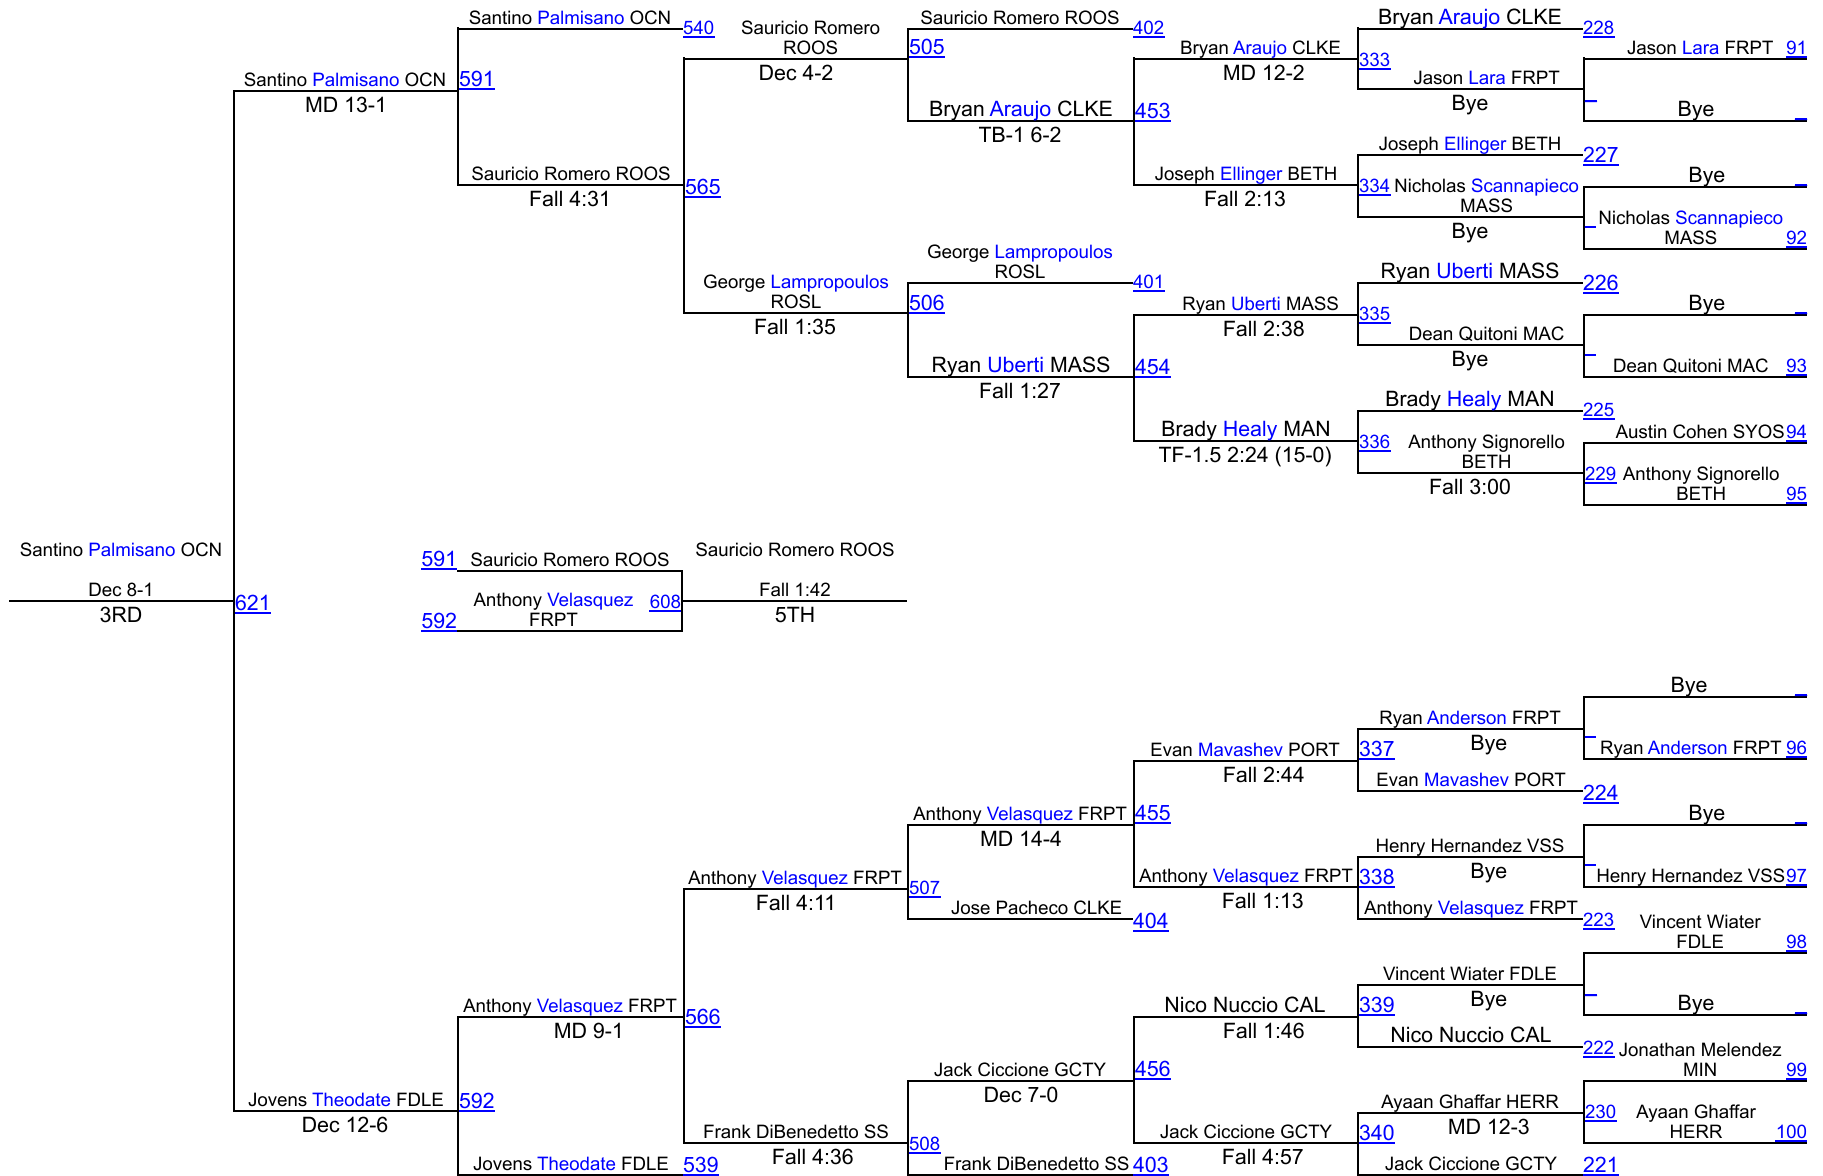 Santino Palmisano OCN
540
Sauricio Romero
ROOS
Dec 4-2
Sauricio Romero ROOS
402
505
Bryan Araujo CLKE
MD 12-2
Bryan Araujo CLKE
228
333
Jason Lara FRPT
Bye
Jason Lara FRPT 91
Bye
Santino Palmisano OCN
MD 13-1
591
Bryan Araujo CLKE
TB-1 6-2
453
Joseph Ellinger BETH
227
Joseph Ellinger BETH
Fall 2:13
334
Nicholas Scannapieco
MASS
Bye
Bye
Nicholas Scannapieco
MASS 92
Sauricio Romero ROOS
Fall 4:31
565
George Lampropoulos
ROSL
Fall 1:35
George Lampropoulos
ROSL
401
506
Ryan Uberti MASS
Fall 2:38
Ryan Uberti MASS
226
335
Dean Quitoni MAC
Bye
Bye
Dean Quitoni MAC 93
Ryan Uberti MASS
Fall 1:27
454
Brady Healy MAN
TF-1.5 2:24 (15-0)
Brady Healy MAN
225
336
Anthony Signorello
BETH
Fall 3:00
Austin Cohen SYOS 94
229
Anthony Signorello
BETH 95
Santino Palmisano OCN
Dec 8-1
3RD
621
591
Sauricio Romero ROOS
592
Anthony Velasquez
FRPT
608
Sauricio Romero ROOS
Fall 1:42
5TH
Bye
Ryan Anderson FRPT
Bye
Ryan Anderson FRPT 96
Evan Mavashev PORT
Fall 2:44
337
Evan Mavashev PORT
224
Anthony Velasquez FRPT
MD 14-4
455
Bye
Henry Hernandez VSS
Bye
Henry Hernandez VSS 97
Anthony Velasquez FRPT
Fall 4:11
507
Jose Pacheco CLKE
404
Anthony Velasquez FRPT
Fall 1:13
338
Anthony Velasquez FRPT
223
Vincent Wiater
FDLE 98
Vincent Wiater FDLE
Bye
Bye
Anthony Velasquez FRPT
MD 9-1
566
Nico Nuccio CAL
Fall 1:46
339
Nico Nuccio CAL
222
Jonathan Melendez
MIN 99
Jack Ciccione GCTY
Dec 7-0
456
Jovens Theodate FDLE
Dec 12-6
592
Ayaan Ghaffar HERR
MD 12-3
230
Ayaan Ghaffar
HERR 100
Frank DiBenedetto SS
Fall 4:36
508
Jack Ciccione GCTY
Fall 4:57
340
Jovens Theodate FDLE
539
Frank DiBenedetto SS
403
Jack Ciccione GCTY
221